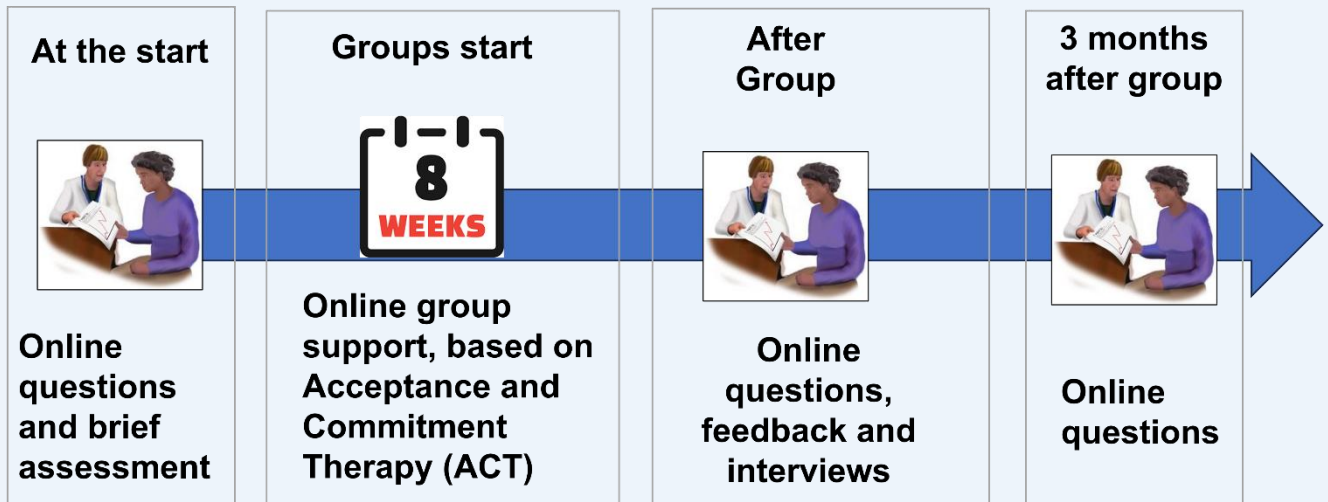 At the start
Online
questions
and brief
assessment
Groups start
8
WEEKS
Online group
support, based on
Acceptance and
Commitment
Therapy (ACT)
After
Group
Online
questions,
feedback and
interviews
3 months
after group
Online
questions